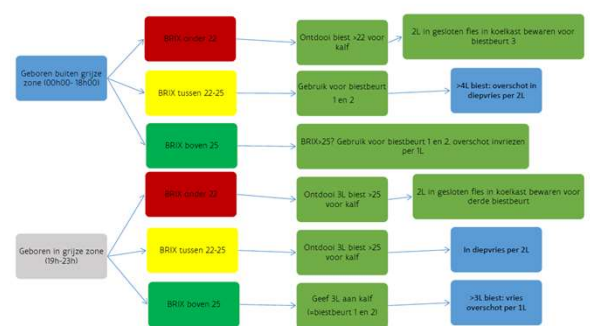 BRIX onder 22
Ontdooi biest >22 voor
kalf
2L in gesloten fles in koelkast bewaren voor
biestbeurt 3
Geboren buiten grijze
zone (00h00- 18h00)
BRIX tussen 22-25
Gebruik voor biestbeurt
1 en 2
>4L biest: overschot in
diepvries per 2L
BRIX boven 25
BRIX>25? Gebruik voor biestbeurt 1 en 2, overschot invriezen
per 1L
BRIX onder 22
Ontdooi 3L biest >25
voor kalf
2L in gesloten fles in koelkast bewaren voor
derde biestbeurt
Geboren in grijze zone
(19h-23h)
BRIX tussen 22-25
Ontdooi 3L biest >25
voor kalf
In diepvries per 2L
BRIX boven 25
Geef 3L aan kalf
(=biestbeurt 1 en 2)
>3L biest: vries
overschot per 1L